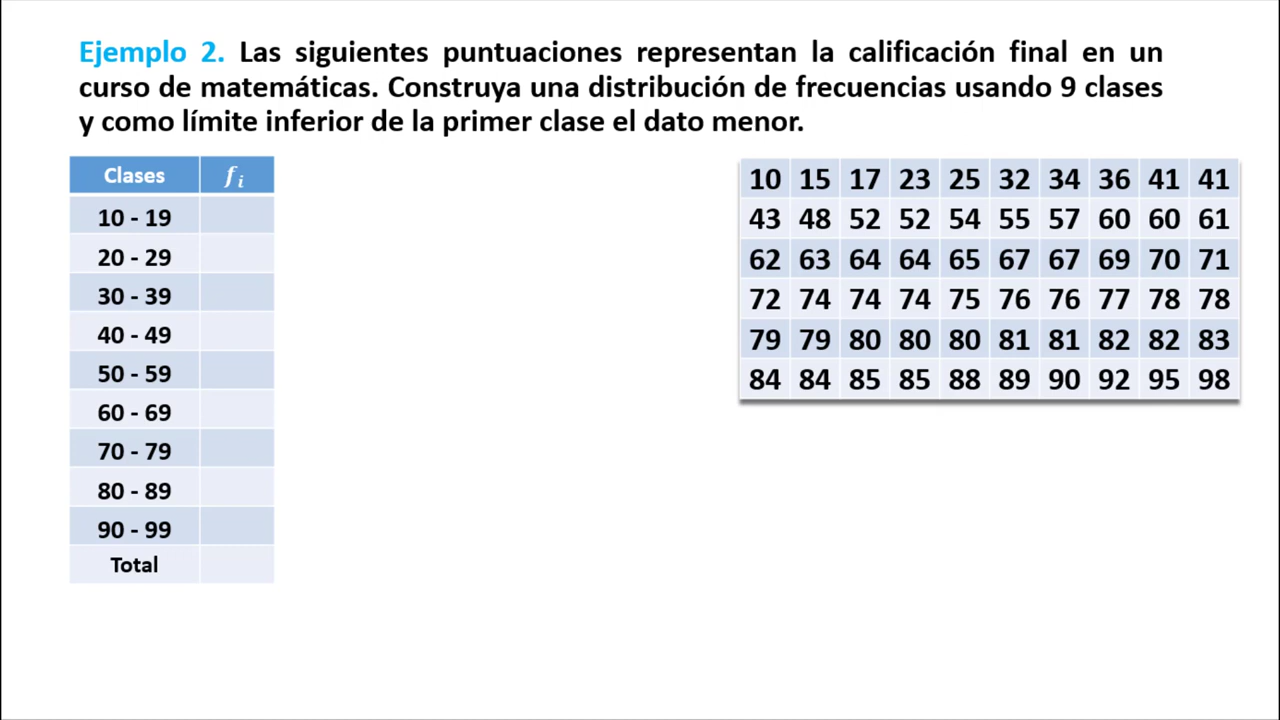 Ejemplo 2. Las siguientes puntuaciones representan la calificación final en un
curso de matemáticas. Construya una distribución de frecuencias usando 9 clases
y como límite inferior de la primer clase el dato menor.
Clases f_i
10 - 19
20 - 29
30 - 39
40 - 49
50 - 59
60 - 69
70 - 79
80 - 89
90 - 99
Total
10 15 17 23 25 32 34 36 41 41
43 48 52 52 54 55 57 60 60 61
62 63 64 64 65 67 67 69 70 71
72 74 74 74 75 76 76 77 78 78
79 79 80 80 80 81 81 82 82 83
84 84 85 85 88 89 90 92 95 98